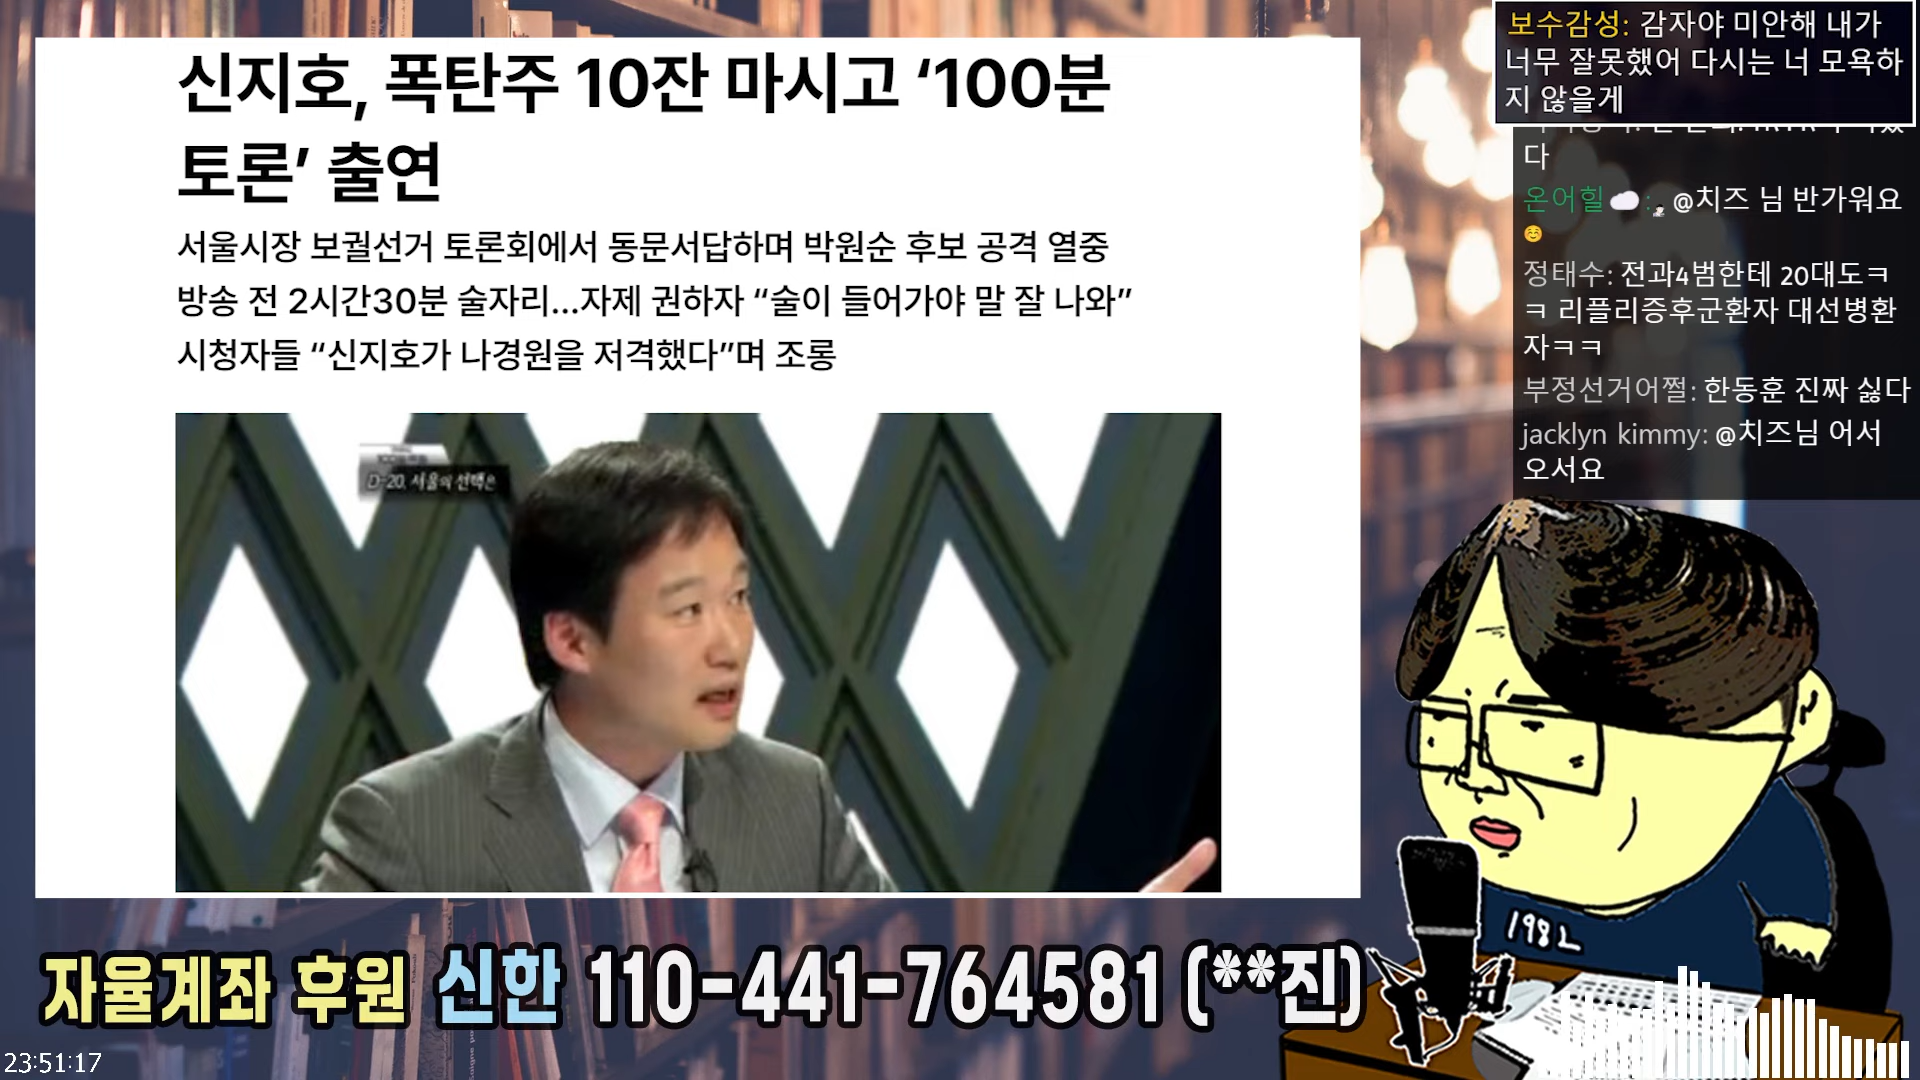 신지호, 폭탄주 10잔 마시고 ‘100분
토론’ 출연
서울시장 보궐선거 토론회에서 동문서답하며 박원순 후보 공격 열중
방송 전 2시간30분 술자리...자제 권하자 “술이 들어가야 말 잘 나와”
시청자들 “신지호가 나경원을 저격했다”며 조롱
D-20. 서울의 선택은
보수감성: 감자야 미안해 내가
너무 잘못했어 다시는 너 모욕하
지 않을게
다
온어힐 : @치즈 님 반가워요
정태수: 전과4범한테 20대도ㅋ
ㅋ 리플리증후군환자 대선병환
자ㅋㅋ
부정선거어쩔: 한동훈 진짜 싫다
jacklyn kimmy: @치즈님 어서
오서요
1982
자율계좌 후원 신한 110-441-764581 (**진)
23:51:17